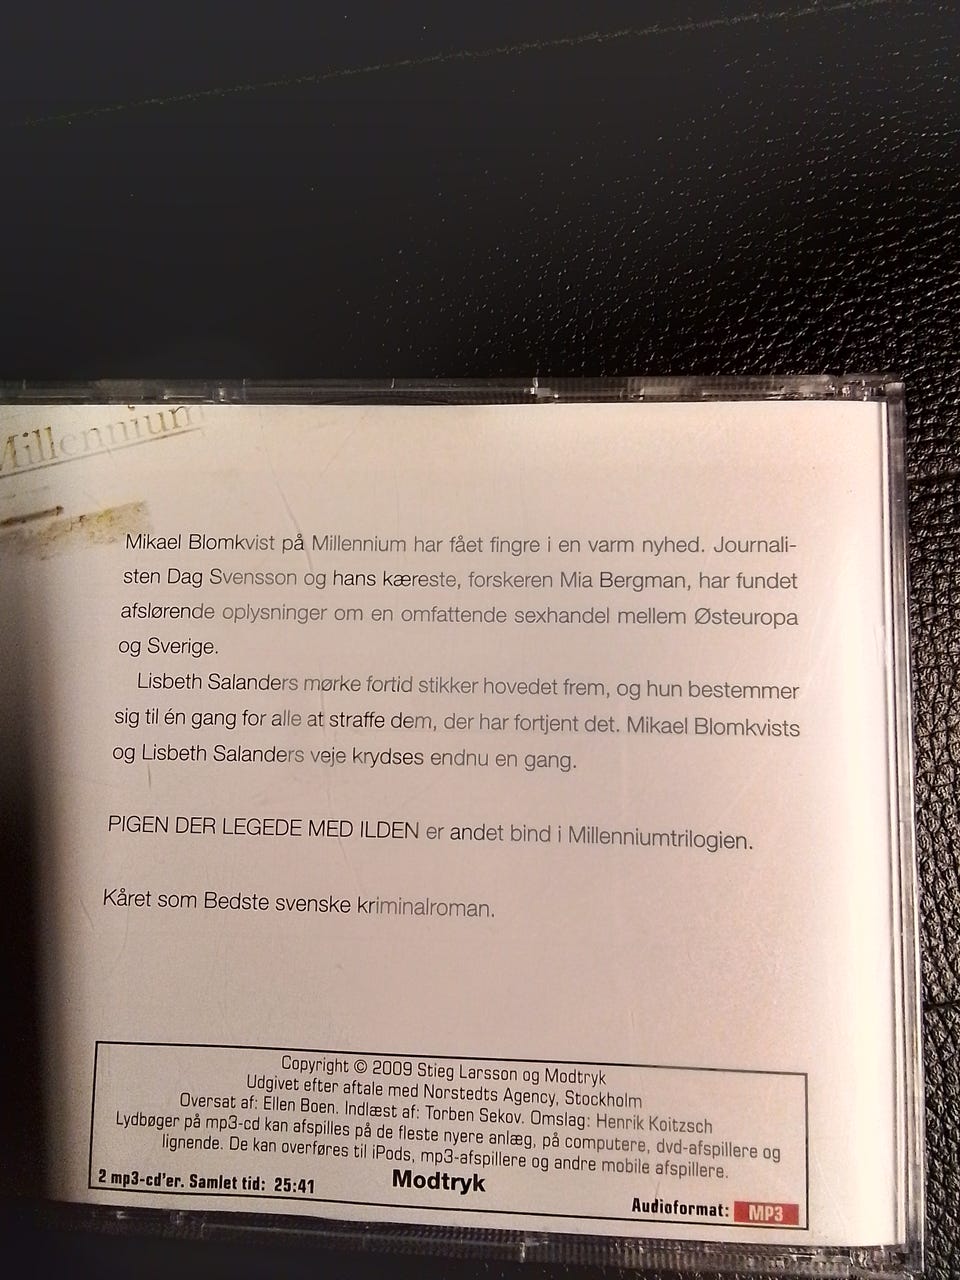 Millennium
Mikael Blomkvist på Millennium har fået fingre i en varm nyhed. Journali-
sten Dag Svensson og hans kæreste, forskeren Mia Bergman, har fundet
afslørende oplysninger om en omfattende sexhandel mellem Østeuropa
og Sverige.
Lisbeth Salanders mørke fortid stikker hovedet frem, og hun bestemmer
sig til én gang for alle at straffe dem, der har fortjent det. Mikael Blomkvists
og Lisbeth Salanders veje krydses endnu en gang.
PIGEN DER LEGEDE MED ILDEN er andet bind i Millenniumtrilogien.
Kåret som Bedste svenske kriminalroman.
Copyright © 2009 Stieg Larsson og Modtryk
Udgivet efter aftale med Norstedts Agency, Stockholm
Oversat af: Ellen Boen. Indlæst af: Torben Sekov. Omslag: Henrik Koitzsch
Lydbøger på mp3-cd kan afspilles på de fleste nyere anlæg, på computere, dvd-afspillere og
lignende. De kan overføres til iPods, mp3-afspillere og andre mobile afspillere.
2 mp3-cd'er. Samlet tid: 25:41 Modtryk
Audioformat: MP3